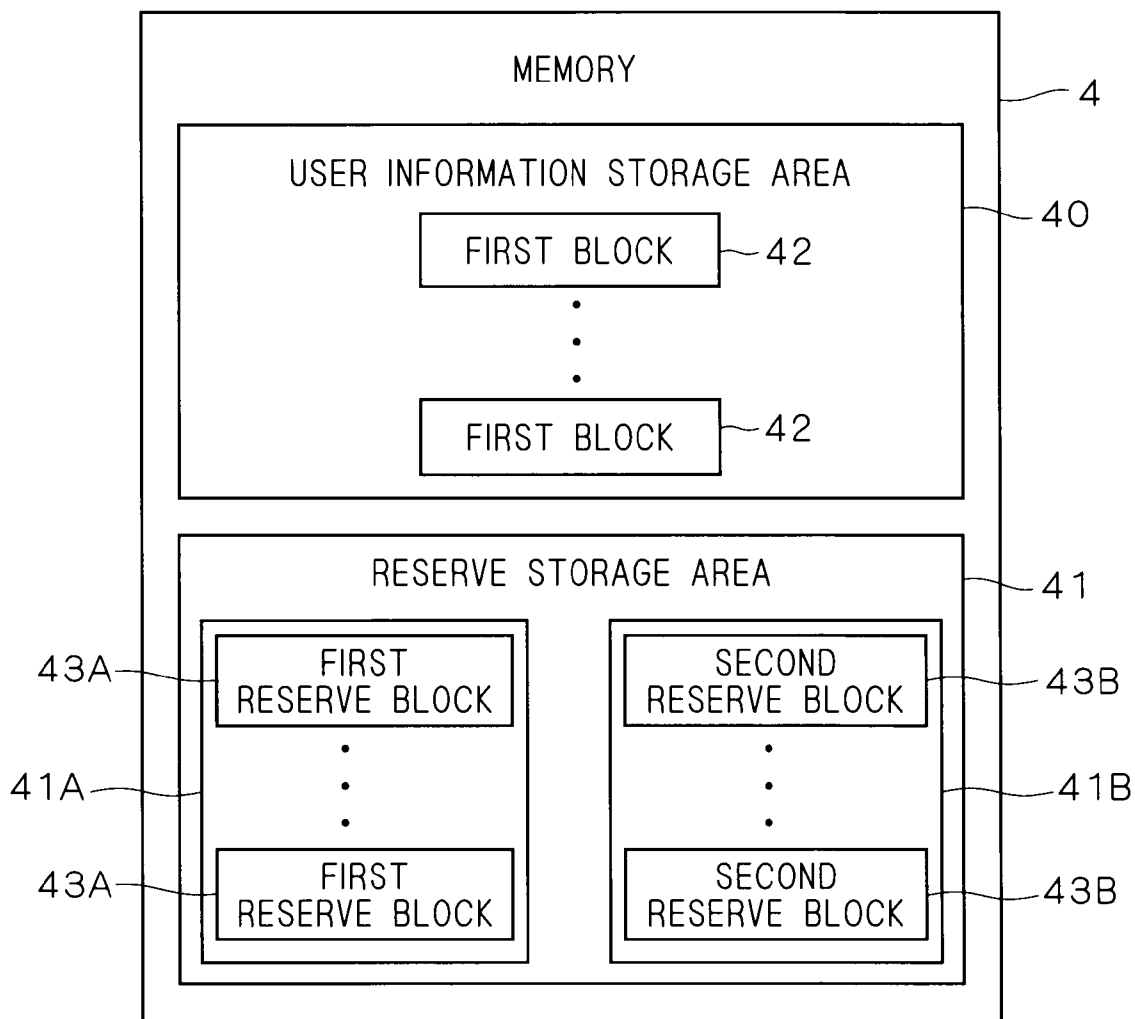 MEMORY
4
USER INFORMATION STORAGE AREA
40
FIRST BLOCK
42
FIRST BLOCK
42
RESERVE STORAGE AREA
41
43A
FIRST
RESERVE BLOCK
SECOND
RESERVE BLOCK
43B
41A
41B
43A
FIRST
RESERVE BLOCK
SECOND
RESERVE BLOCK
43B